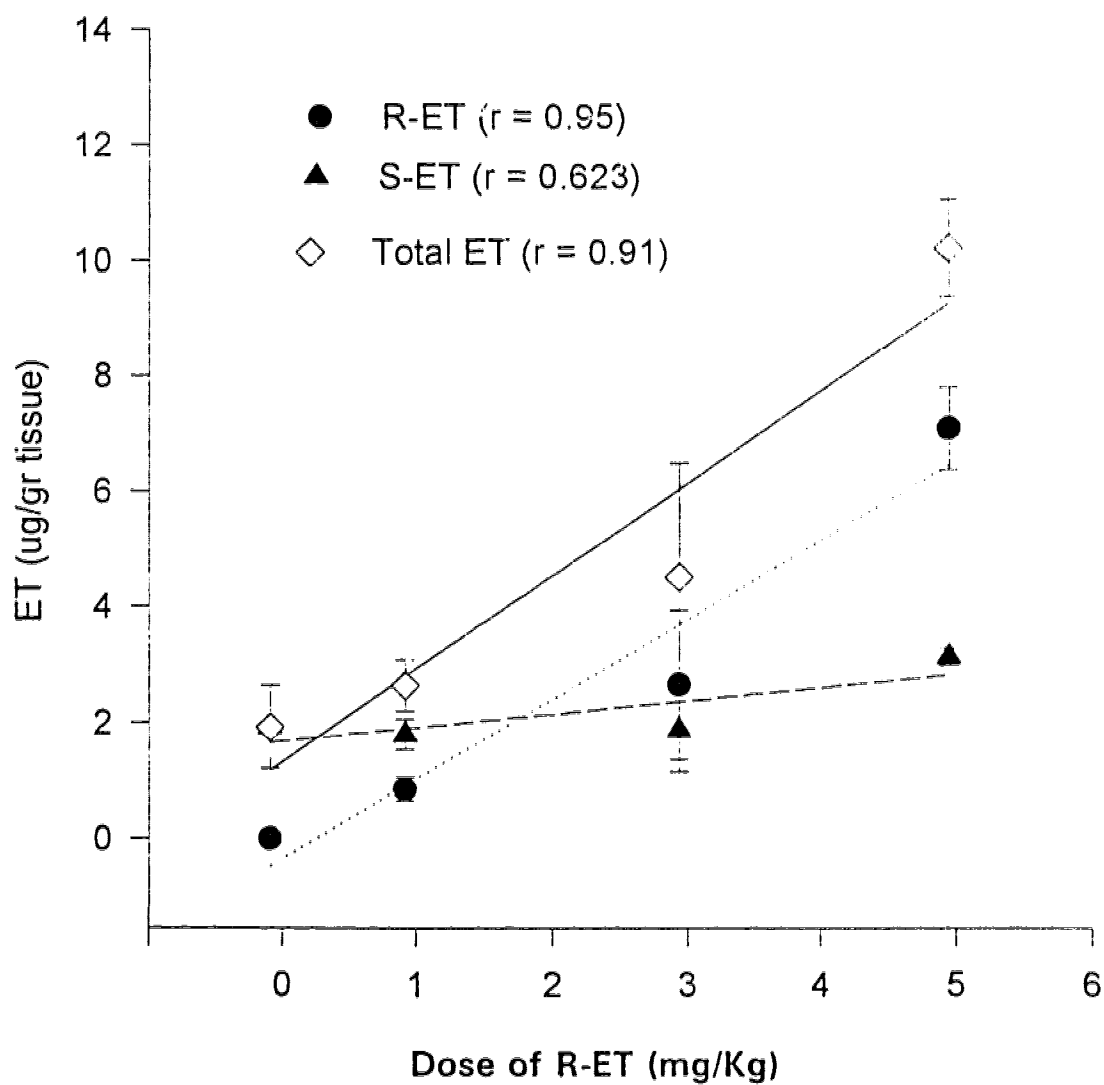 14
12
10
8
6
4
2
0
R-ET (r = 0.95)
S-ET (r = 0.623)
Total ET (r = 0.91)
ET (ug/gr tissue)
0 1 2 3 4 5 6
Dose of R-ET (mg/Kg)